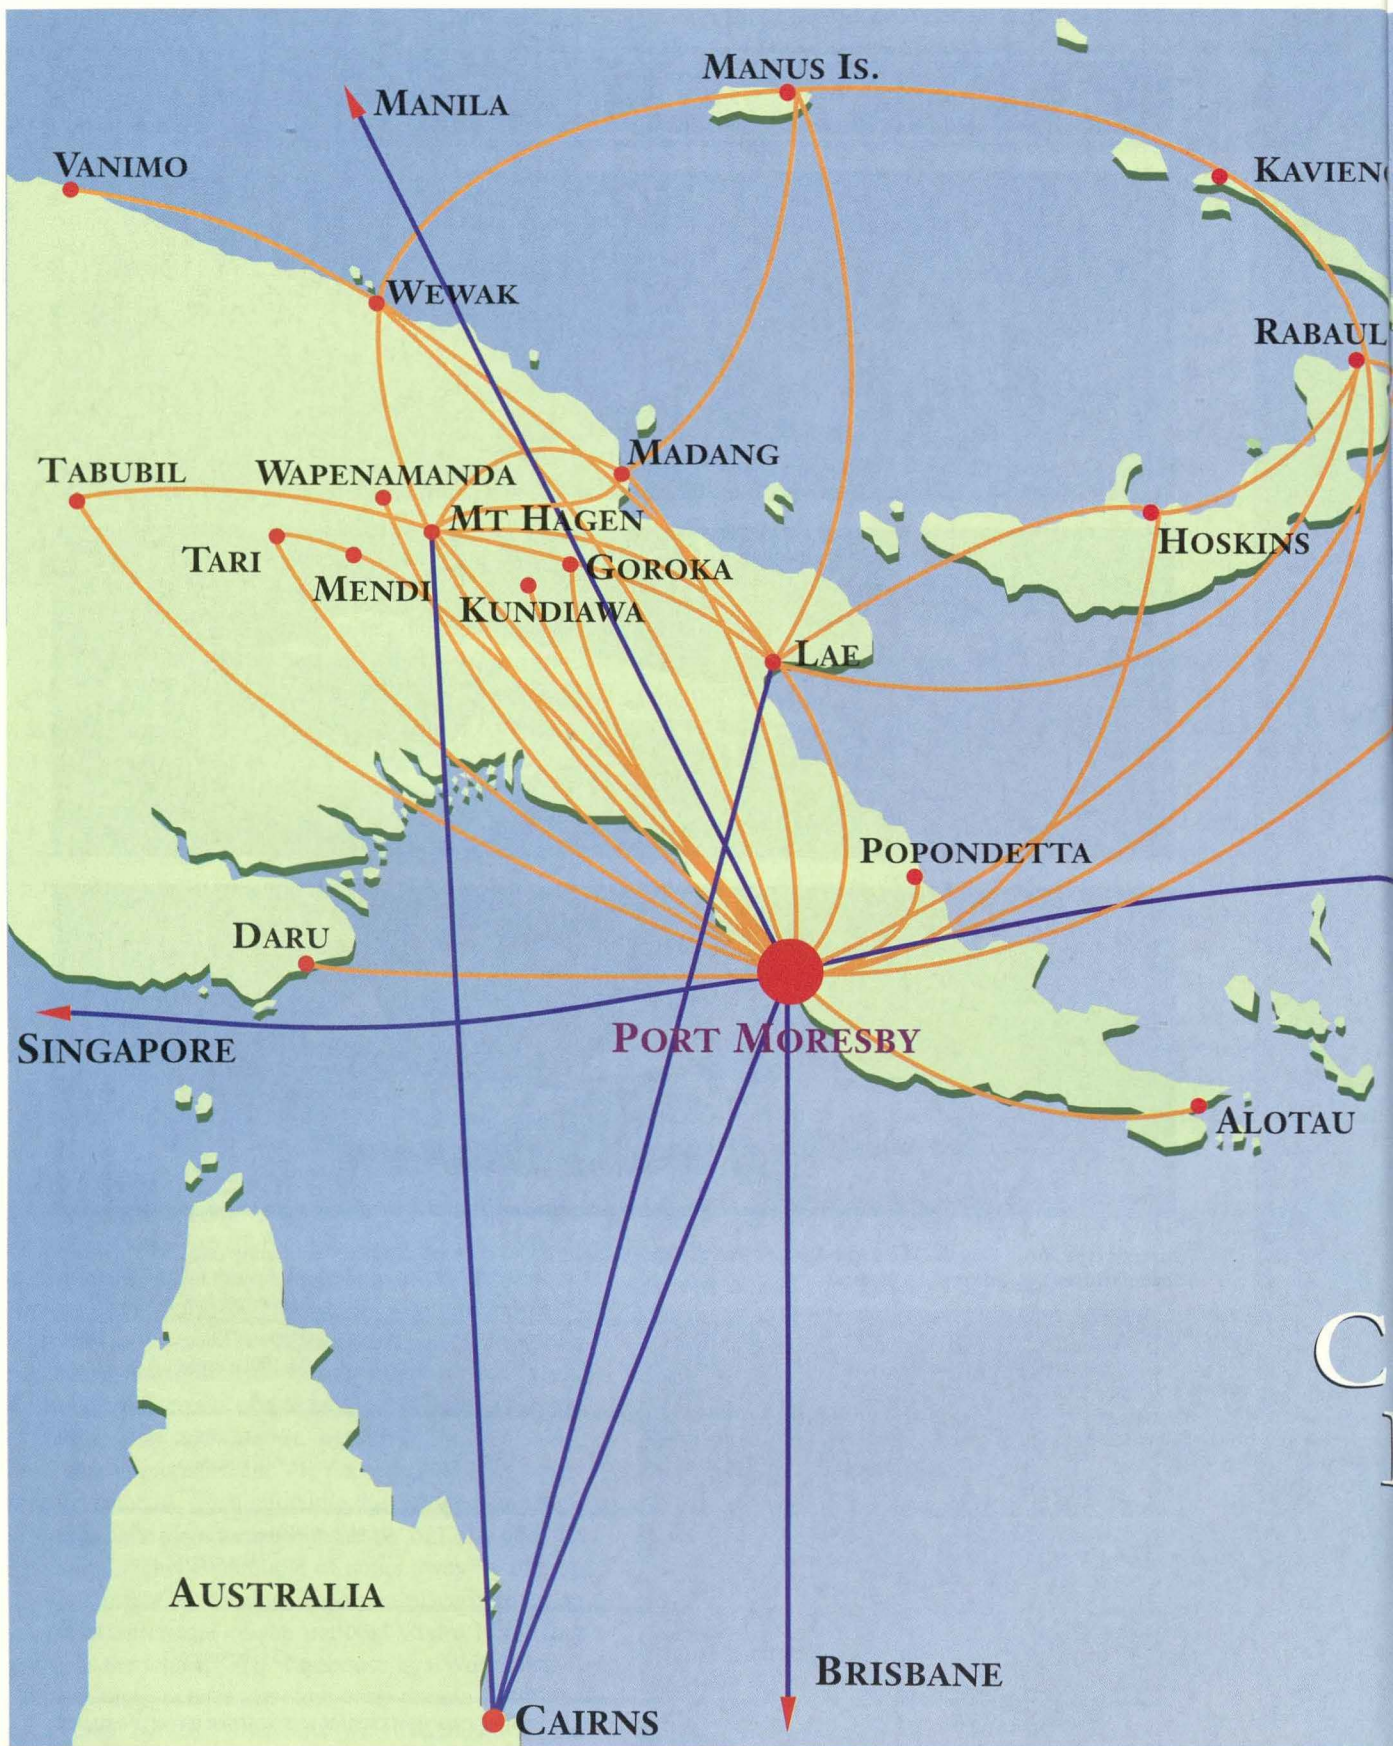 MANUS IS.
MANILA
VANIMO
KAVIEN
WEWAK
RABAUL
MADANG
TABUBIL
WAPENAMANDA
MT HAGEN
HOSKINS
TARI
GOROKA
MENDI
KUNDIAWA
LAE
POPONDETTA
DARU
PORT MORESBY
SINGAPORE
ALOTAU
C
AUSTRALIA
BRISBANE
CAIRNS